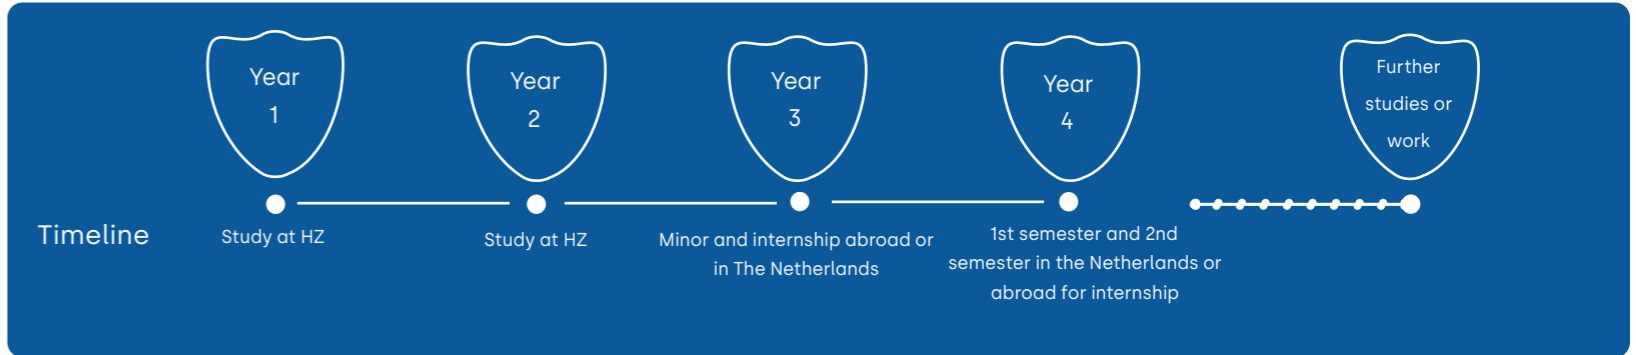 Year
1
Year
2
Year
3
Year
4
Further
studies or
work
Timeline
Study at HZ
Study at HZ
Minor and internship abroad or
in The Netherlands
1st semester and 2nd
semester in the Netherlands or
abroad for internship